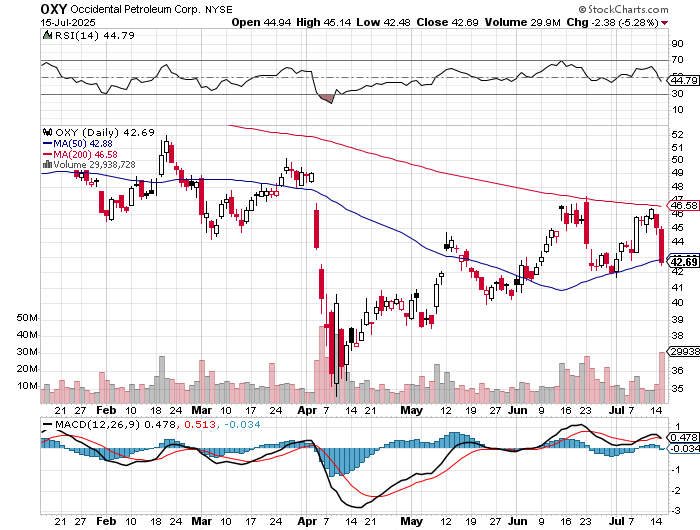 OXY Occidental Petroleum Corp. NYSE
© StockCharts.com
15-Jul-2025
Open 44.94 High 45.14 Low 42.48 Close 42.69 Volume 29.9M Chg -2.38 (-5.28%)
RSI(14) 44.79
90
70
50
30
10
44.79
OXY (Daily) 42.69
MA(50) 42.88
MA(200) 46.58
Volume 29,938,728
52
51
50
49
48
47
46.58
45
44
43
42.69
41
40
39
38
37
36
35
50M
40M
30M
20M
10M
29938
21 27 Feb 10 18 24 Mar 10 17 24 Apr 7 14 21 May 12 19 27 Jun 9 16 23 Jul 7 14
MACD(12,26,9) 0.478, 0.513, -0.034
1
0.478
-0.034
-1
-2
-3
21 27 Feb 10 18 24 Mar 10 17 24 Apr 7 14 21 May 12 19 27 Jun 9 16 23 Jul 7 14